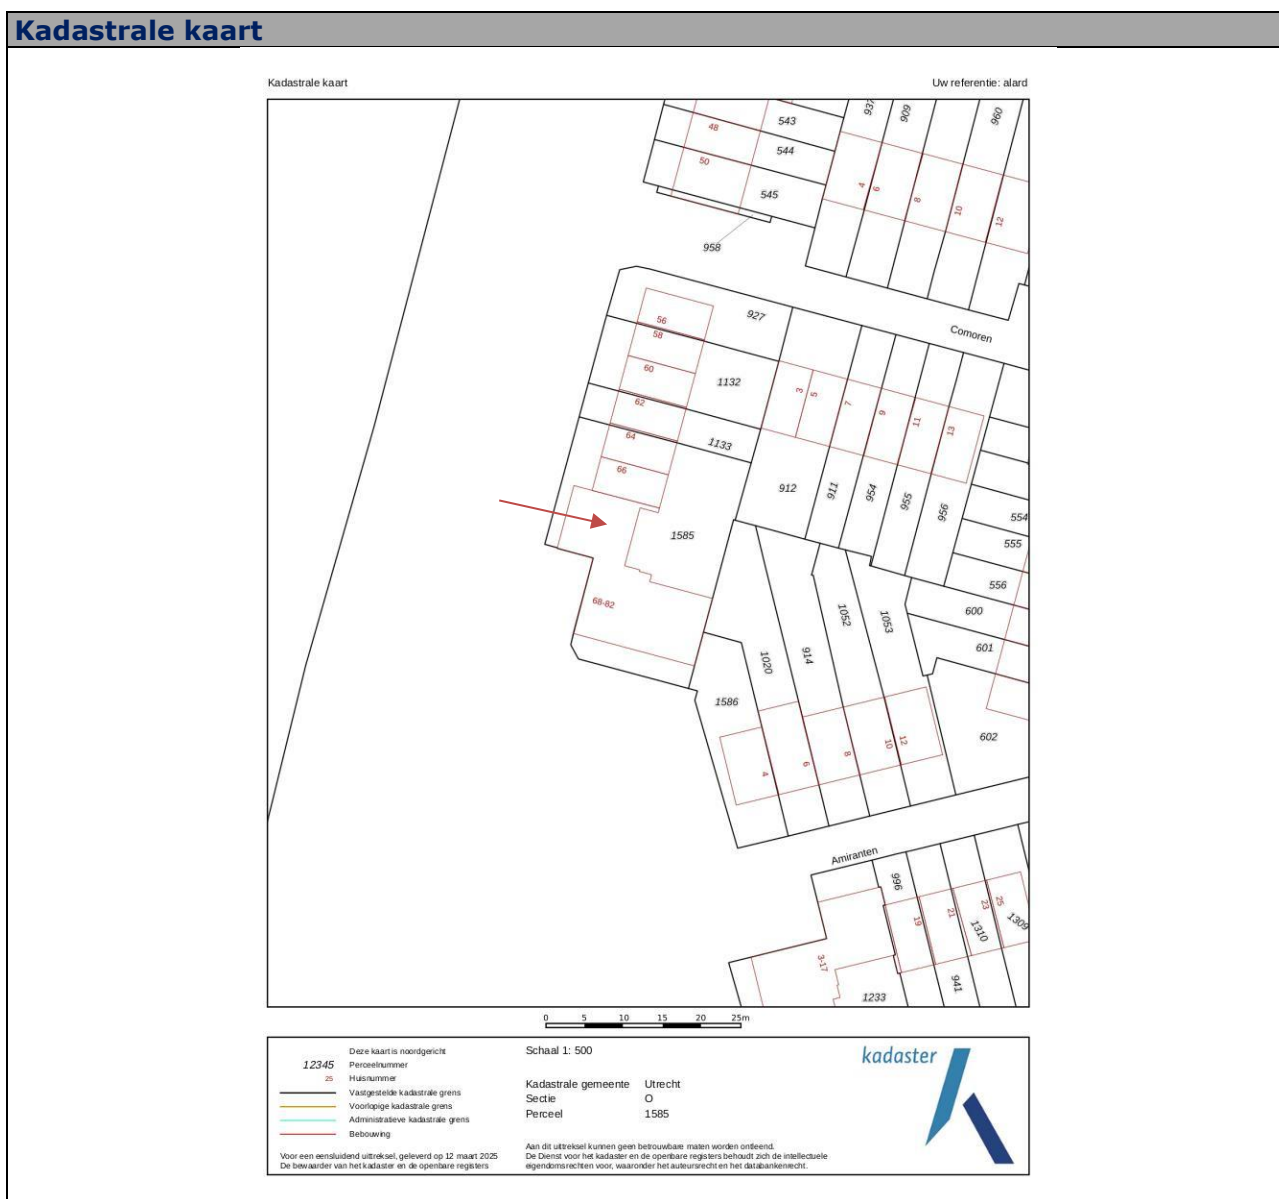 Kadastrale kaart
Kadastrale kaart
Uw referentie: alard
543
544
545
48
50
958
937
909
960
4
6
8
10
12
Comoren
927
56
58
60
62
64
66
1132
1133
1585
68-82
3
5
7
9
11
13
912
911
954
955
956
554
555
556
600
601
602
1052
1053
914
1020
1586
4
6
8
10
12
Amiranten
996
19
21
23
25
1310
1309
941
3-17
1233
0 5 10 15 20 25m
Deze kaart is noordgericht
12345 Perceelnummer
25 Huisnummer
Vastgestelde kadastrale grens
Voorlopige kadastrale grens
Administratieve kadastrale grens
Bebouwing
Voor een eensluidend uittreksel, geleverd op 12 maart 2025
De bewaarder van het kadaster en de openbare registers
Schaal 1: 500
Kadastrale gemeente Utrecht
Sectie O
Perceel 1585
Aan dit uittreksel kunnen geen betrouwbare maten worden ontleend.
De Dienst voor het kadaster en de openbare registers behoudt zich de intellectuele
eigendomsrechten voor, waaronder het auteursrecht en het databankenrecht.
kadaster